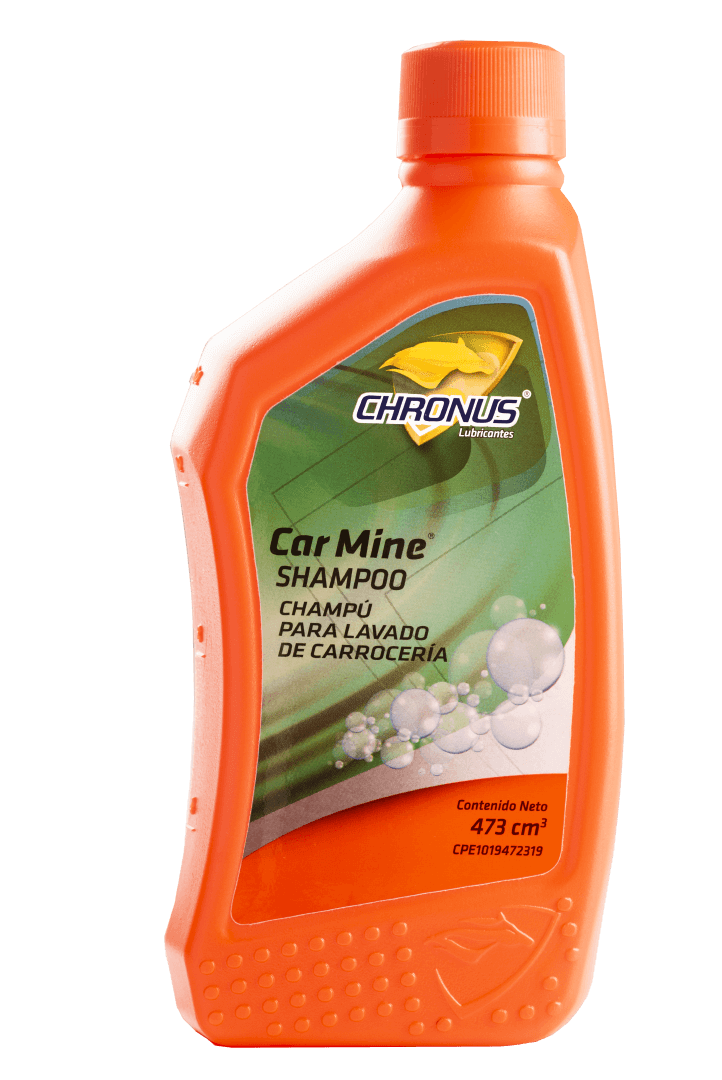 CHRONUS®
Lubricantes
Car Mine®
SHAMPOO
CHAMPÚ
PARA LAVADO
DE CARROCERÍA
Contenido Neto
473 cm³
CPE1019472319